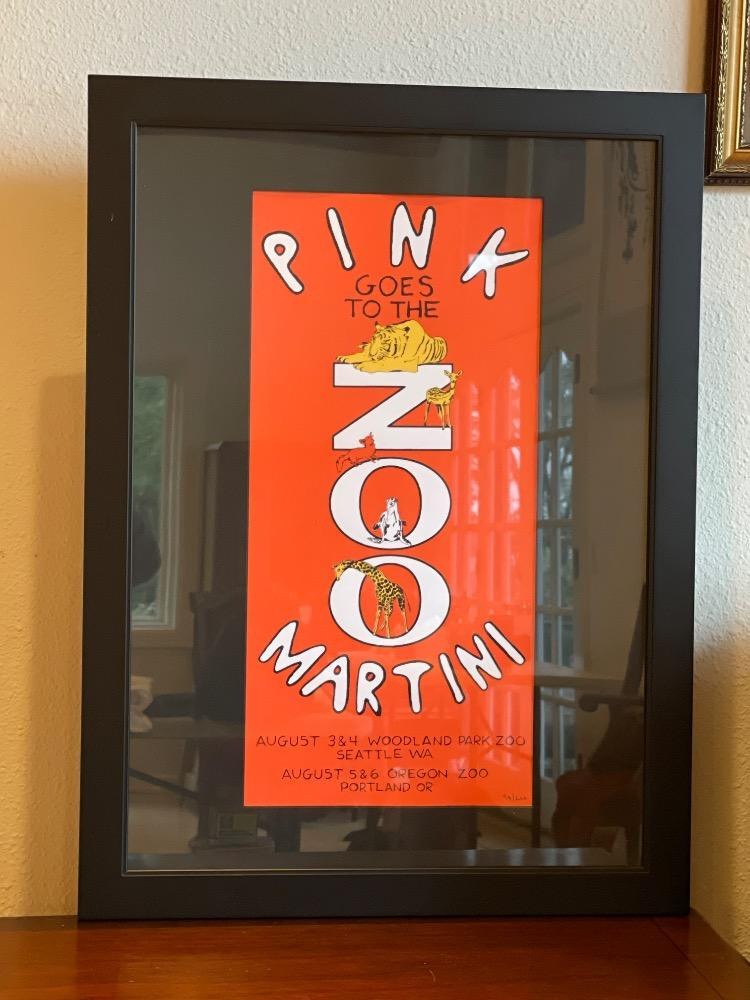 PINK
GOES
TO THE
ZOO
MARTINI
AUGUST 3&4 WOODLAND PARK ZOO
SEATTLE WA
AUGUST 5&6 OREGON ZOO
PORTLAND OR